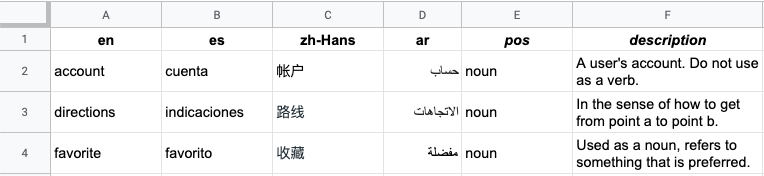 A B C D E F
1 en es zh-Hans ar pos description
2 account cuenta 帐户 حساب noun A user's account. Do not use
as a verb.
3 directions indicaciones 路线 الاتجاهات noun In the sense of how to get
from point a to point b.
4 favorite favorito 收藏 مفضلة noun Used as a noun, refers to
something that is preferred.